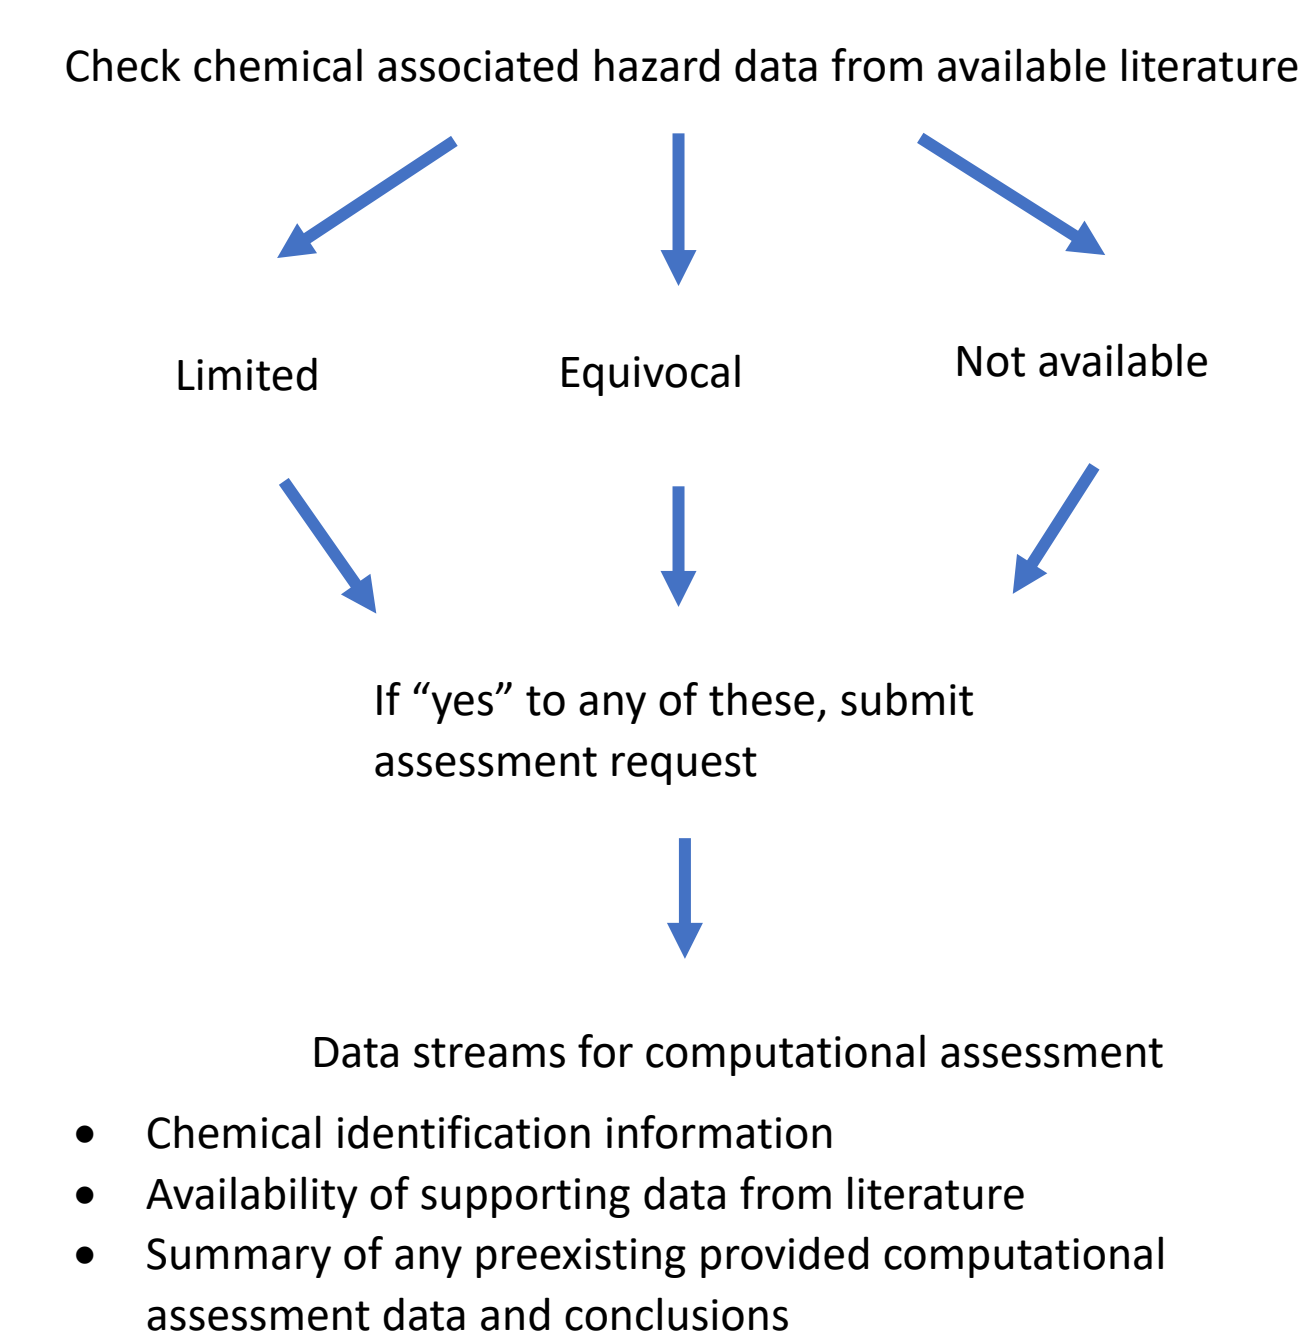 Check chemical associated hazard data from available literature
Limited
Equivocal
Not available
If “yes” to any of these, submit
assessment request
Data streams for computational assessment
• Chemical identification information
• Availability of supporting data from literature
• Summary of any preexisting provided computational
assessment data and conclusions